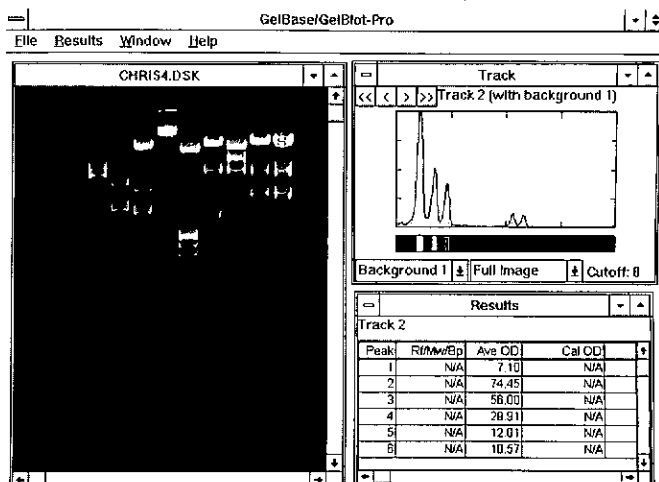 GelBase/GelBlot-Pro
File Results Window Help
CHRIS4.DSK
Track
<< < > >> Track 2 (with background 1)
Background 1 Full Image Cutoff: 8
Results
Track 2
Peak Rf/Mw/Bp Ave OD Cal OD
1 N/A 7.10 N/A
2 N/A 74.45 N/A
3 N/A 56.00 N/A
4 N/A 28.91 N/A
5 N/A 12.01 N/A
6 N/A 10.57 N/A